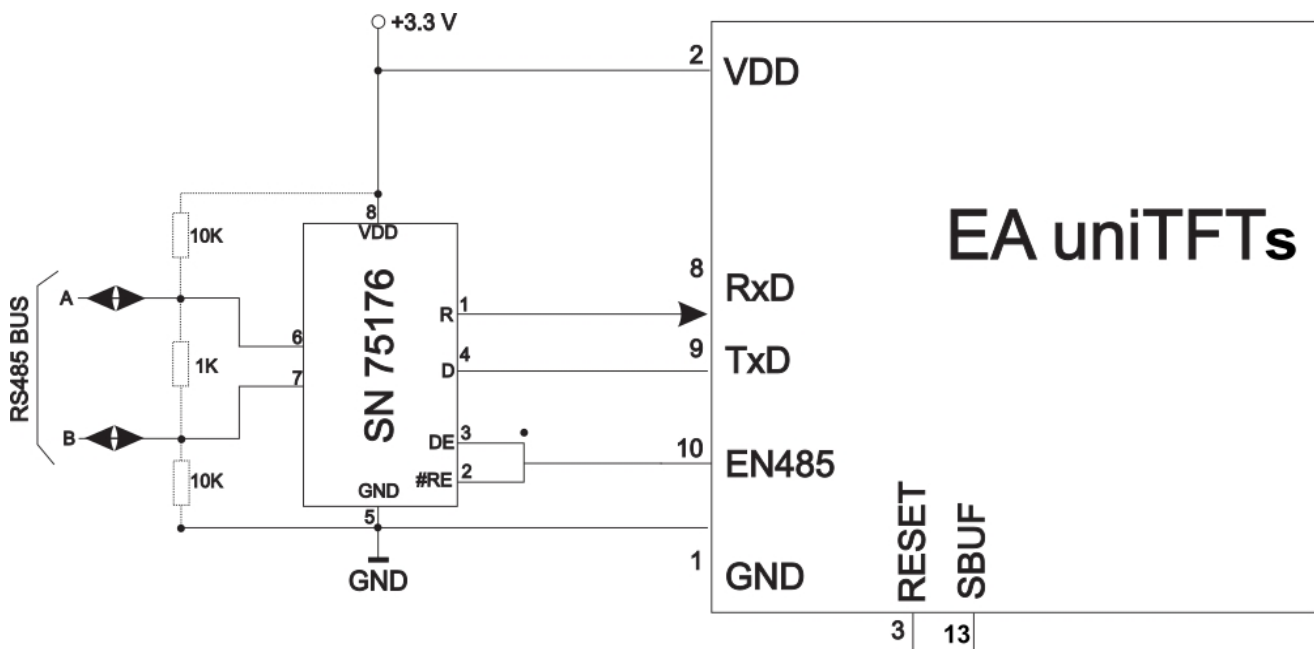 +3.3 V
2
VDD
8
VDD
10K
EA uniTFTs
8
RxD
A
SN 75176
R
1
6
RS485 BUS
1K
9
TxD
4
D
7
B
DE
3
10
EN485
#RE
2
10K
GND
5
RESET
SBUF
1
GND
GND
3
13